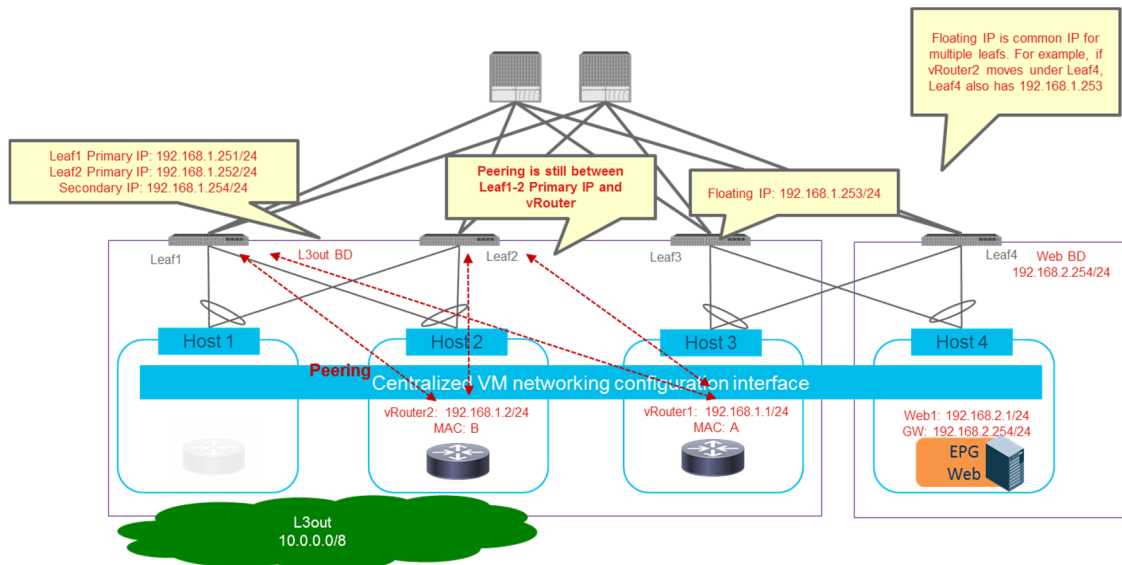 Floating IP is common IP for
multiple leafs. For example, if
vRouter2 moves under Leaf4,
Leaf4 also has 192.168.1.253
Leaf1 Primary IP: 192.168.1.251/24
Leaf2 Primary IP: 192.168.1.252/24
Secondary IP: 192.168.1.254/24
Peering is still between
Leaf1-2 Primary IP and
vRouter
Floating IP: 192.168.1.253/24
Leaf1
L3out BD
Leaf2
Leaf3
Leaf4
Web BD
192.168.2.254/24
Host 1
Host 2
Host 3
Host 4
Peering
Centralized VM networking configuration interface
vRouter2: 192.168.1.2/24
MAC: B
vRouter1: 192.168.1.1/24
MAC: A
Web1: 192.168.2.1/24
GW: 192.168.2.254/24
EPG
Web
L3out
10.0.0.0/8